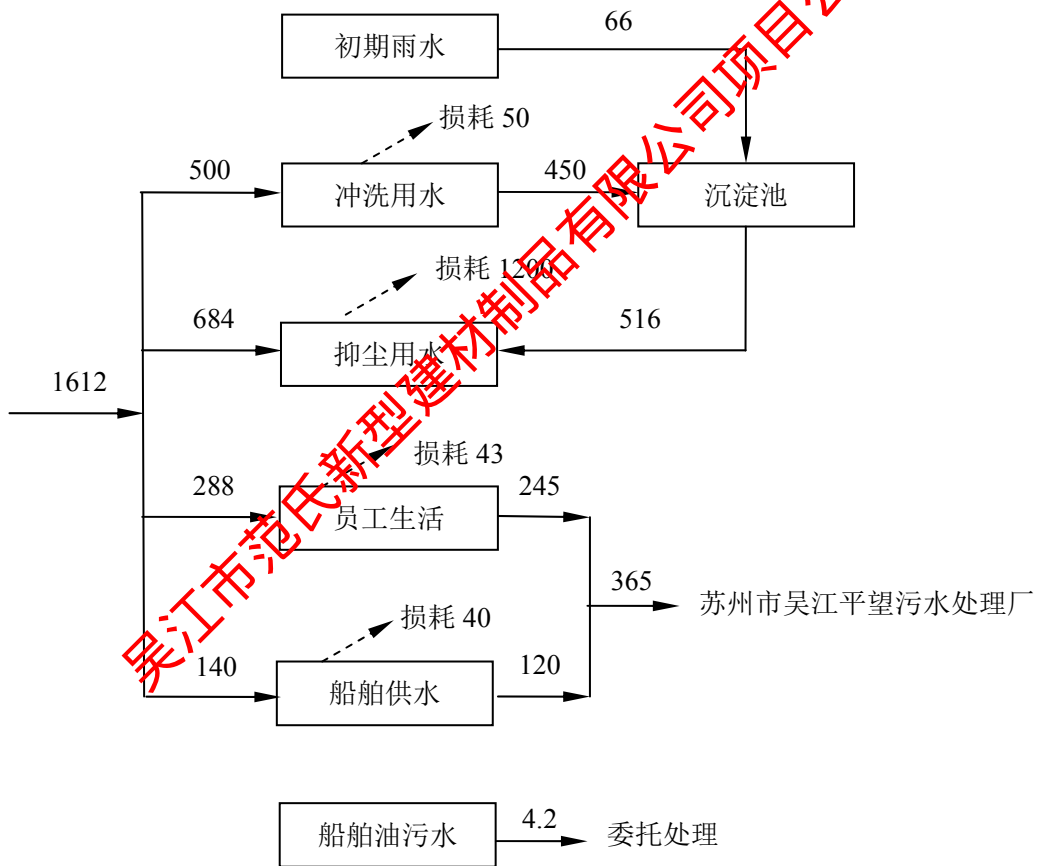 初期雨水
66
损耗 50
500
冲洗用水
450
沉淀池
损耗 1200
684
抑尘用水
516
1612
损耗 43
288
员工生活
245
365
苏州市吴江平望污水处理厂
损耗 40
140
船舶供水
120
船舶油污水
4.2
委托处理
吴江市范氏新型建材制品有限公司项目公